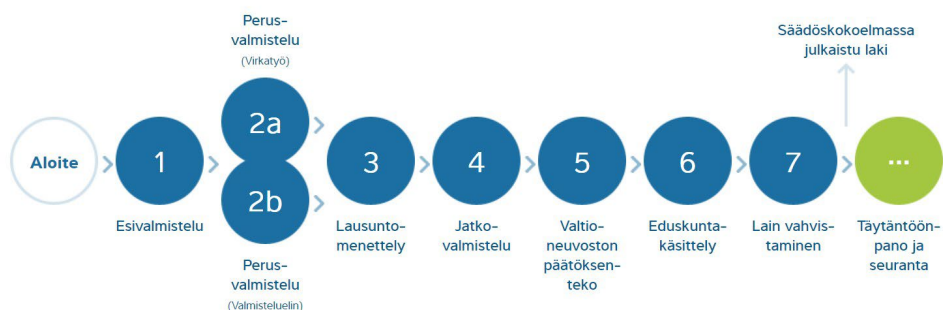 Aloite
1
Esivalmistelu
Perus-
valmistelu
(Virkatyö)
2a
2b
Perus-
valmistelu
(Valmisteluelin)
3
Lausunto-
menettely
4
Jatko-
valmistelu
5
Valtio-
neuvoston
päätöksen-
teko
6
Eduskunta-
käsittely
7
Lain vahvis-
taminen
Säädöskokoelmassa
julkaistu laki
...
Täytäntöön-
pano ja
seuranta